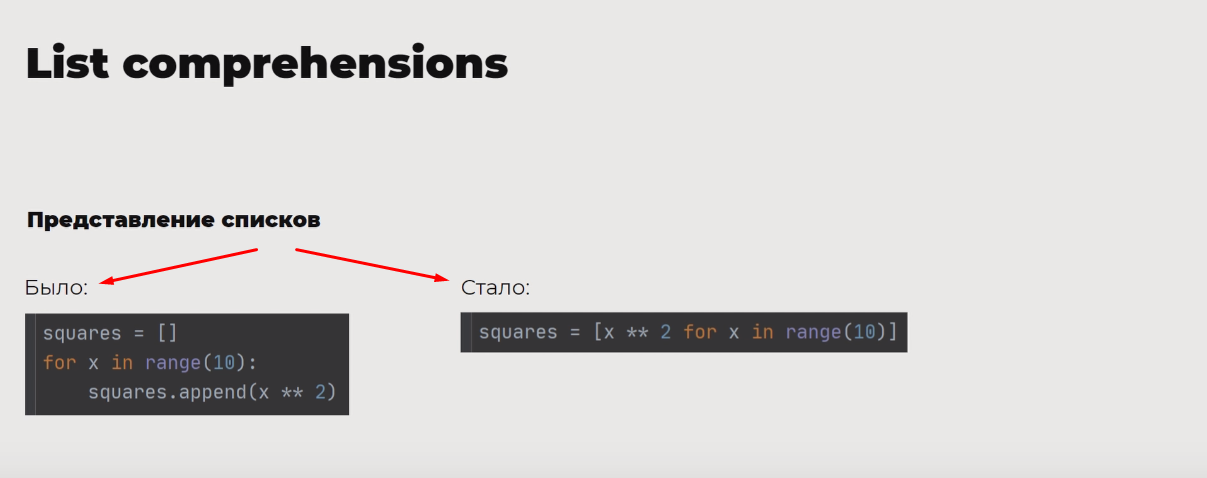 List comprehensions
Представление списков
Было:
squares = []
for x in range(10):
    squares.append(x ** 2)
Стало:
squares = [x ** 2 for x in range(10)]